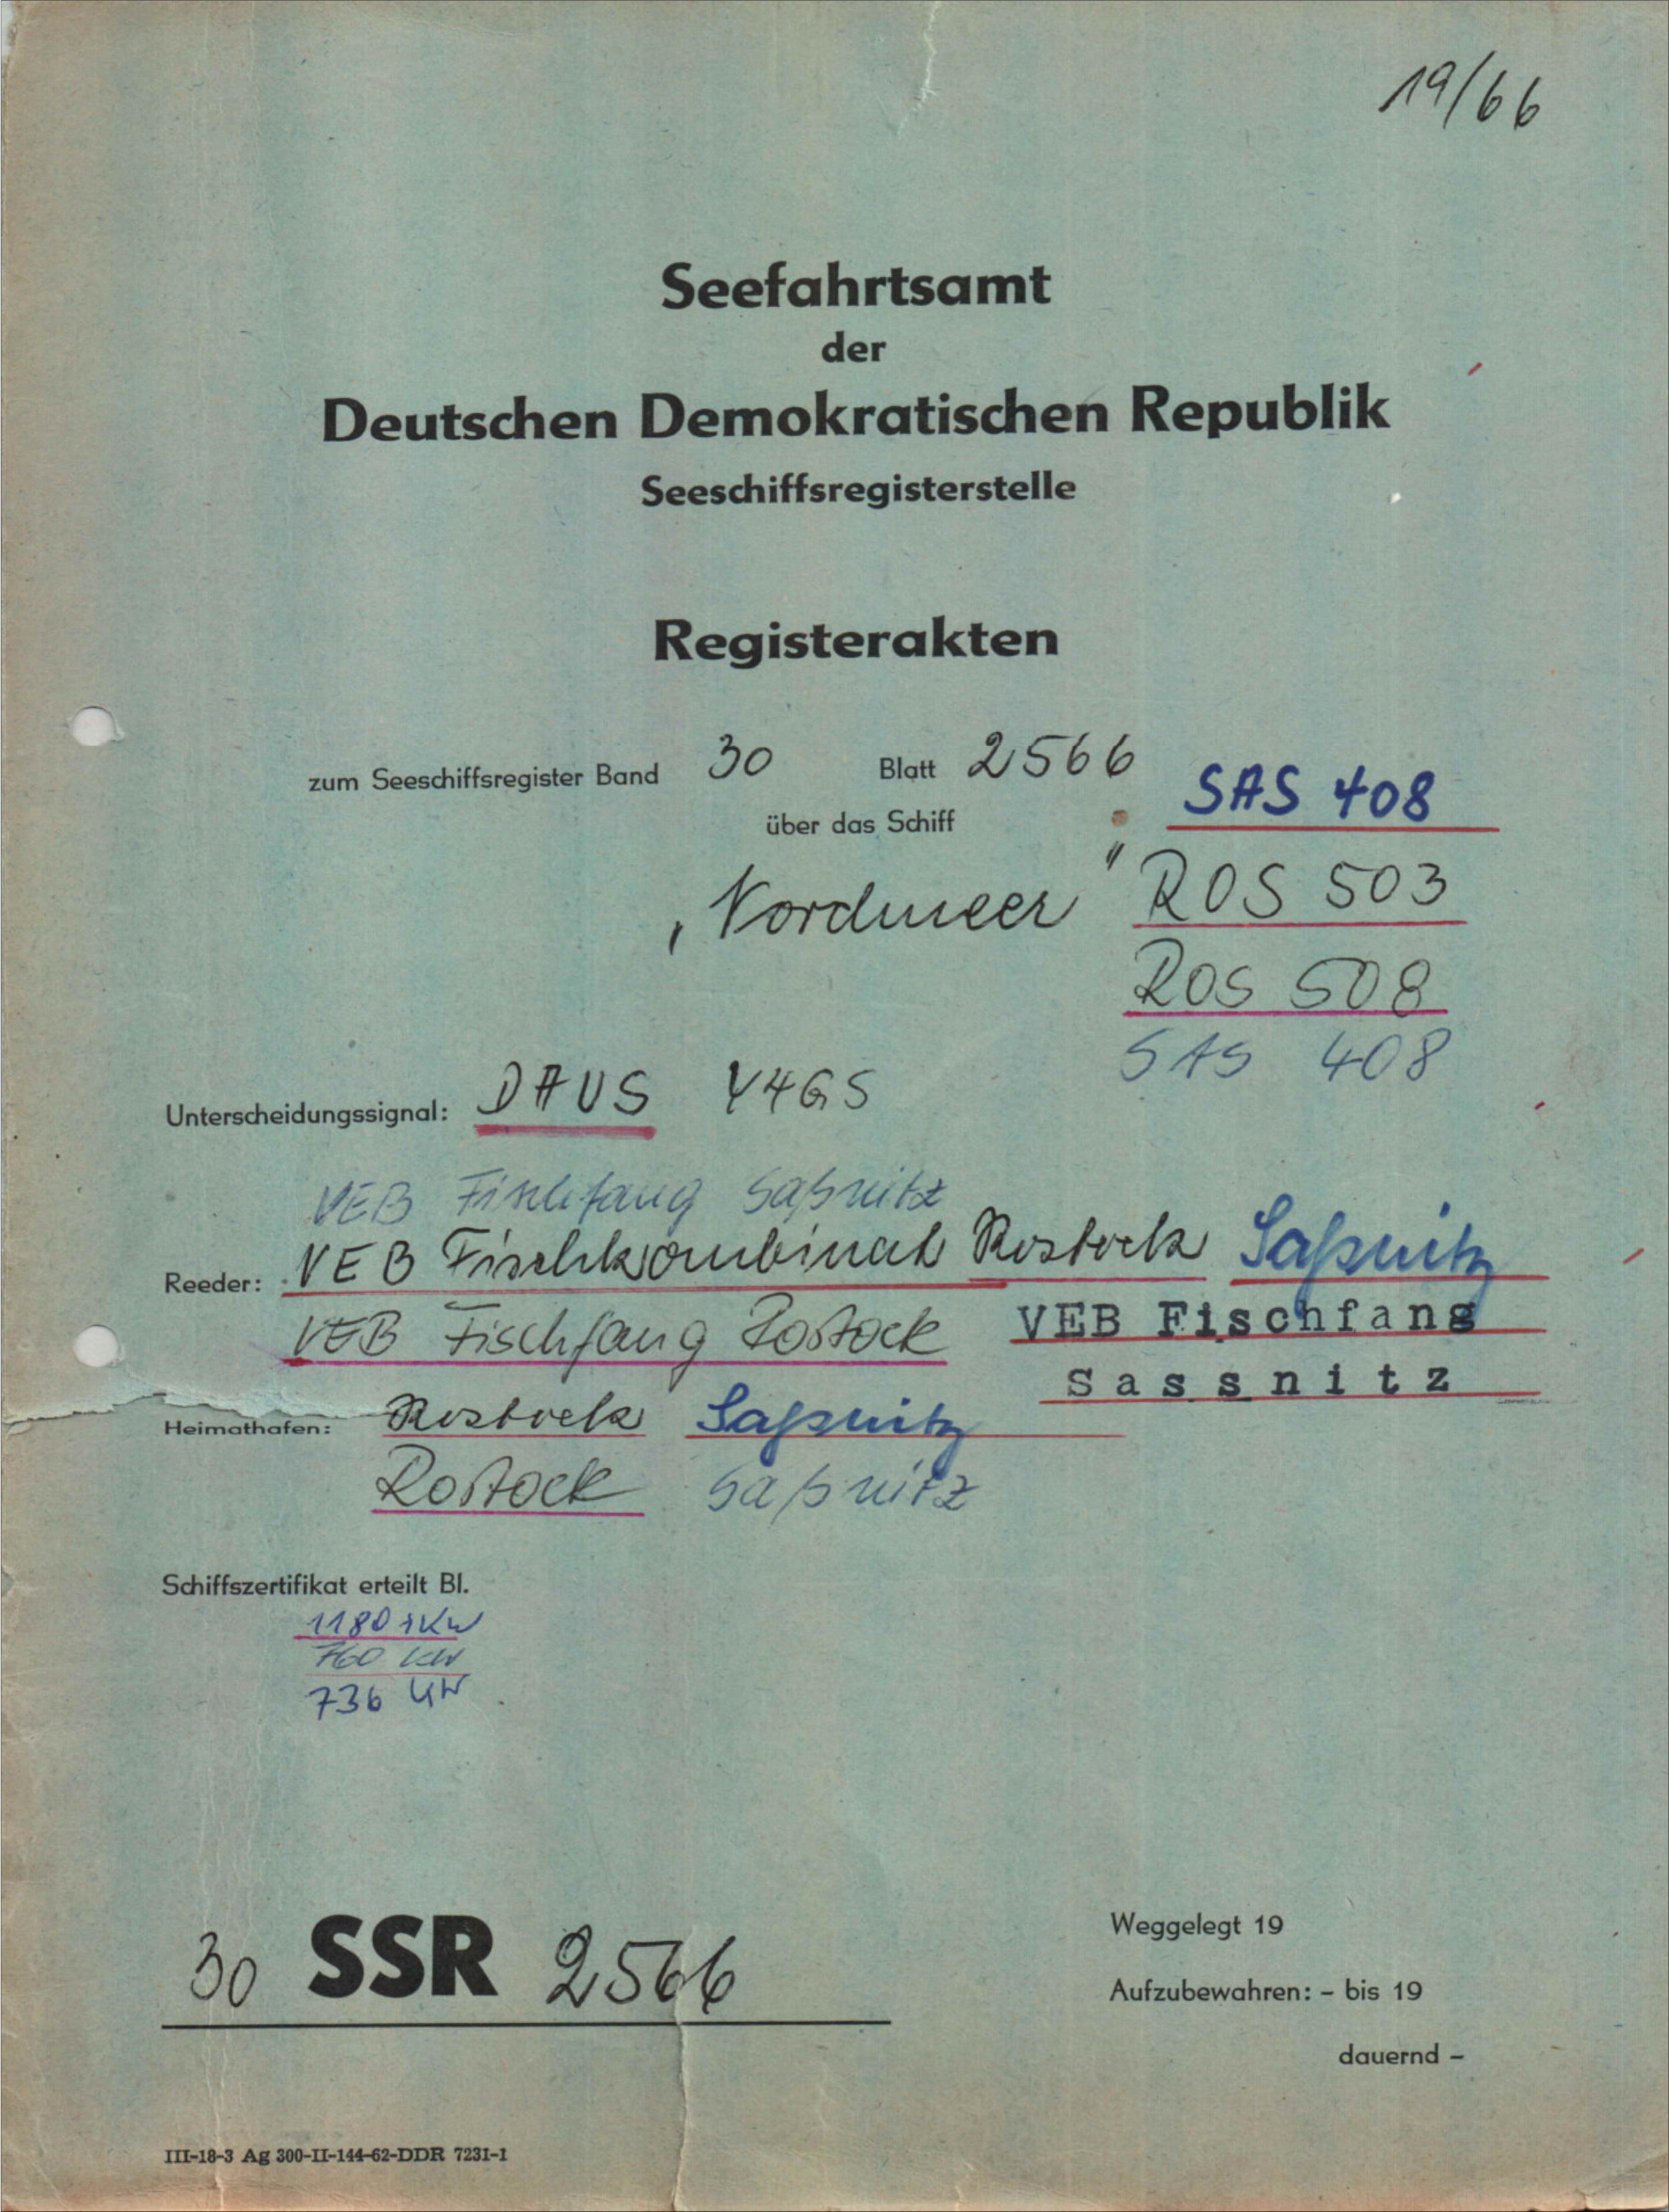 19/66
Seefahrtsamt
der
Deutschen Demokratischen Republik
Seeschiffsregisterstelle
Registerakten
zum Seeschiffsregister Band 30 Blatt 2566
SAS 408
über das Schiff
„Nordmeer" ROS 503
ROS 508
SAS 408
Unterscheidungssignal: DAUS Y4GS
VEB Fischfang Saßnitz
Reeder: VEB Fischkombinat Rostock Saßnitz
VEB Fischfang Rostock VEB Fischfang
Sassnitz
Heimathafen: Rostock Saßnitz
Rostock Saßnitz
Schiffszertifikat erteilt Bl.
1180 kW
760 kW
736 kW
30 SSR 2566
Weggelegt 19
Aufzubewahren: – bis 19
dauernd –
III-18-3 Ag 300-II-144-62-DDR 7231-1